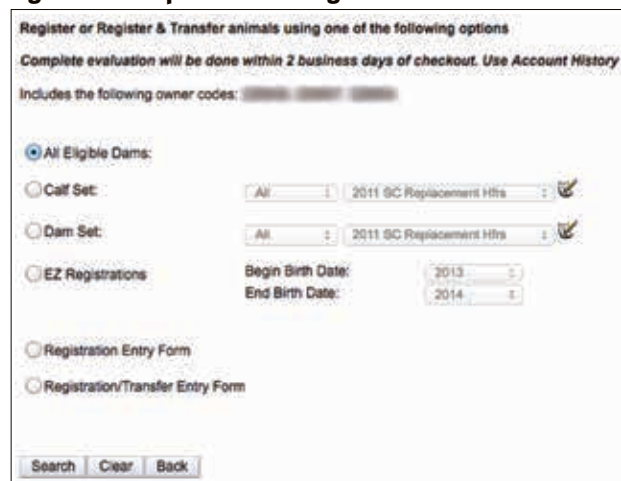 Register or Register & Transfer animals using one of the following options
Complete evaluation will be done within 2 business days of checkout. Use Account History
Includes the following owner codes:
All Eligible Dams:
Calf Set: All 2011 SC Replacement Hfrs
Dam Set: All 2011 SC Replacement Hfrs
EZ Registrations Begin Birth Date: 2013
End Birth Date: 2014
Registration Entry Form
Registration/Transfer Entry Form
Search Clear Back